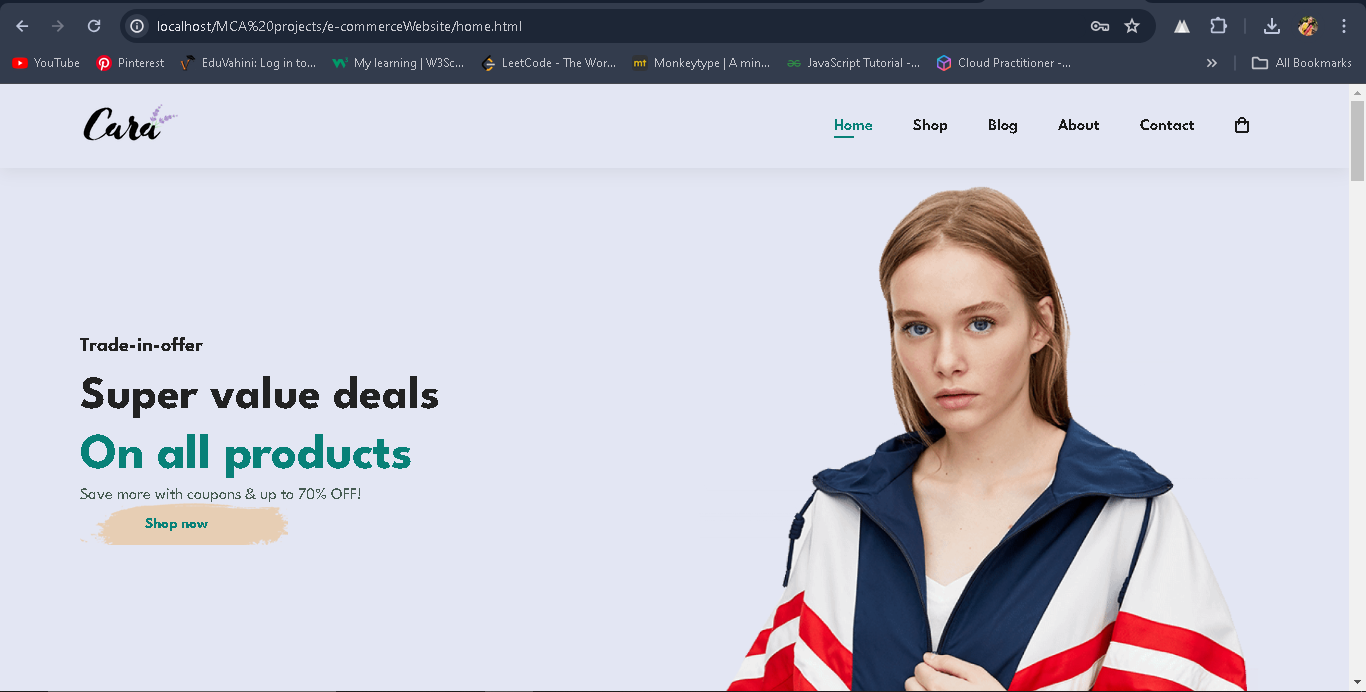 localhost/MCA%20projects/e-commerceWebsite/home.html
YouTube Pinterest EduVahini: Log in to... My learning | W3Sc... LeetCode - The Wor... Monkeytype | A min... JavaScript Tutorial -... Cloud Practitioner -... All Bookmarks
Cara Home Shop Blog About Contact
Trade-in-offer
Super value deals
On all products
Save more with coupons & up to 70% OFF!
Shop now